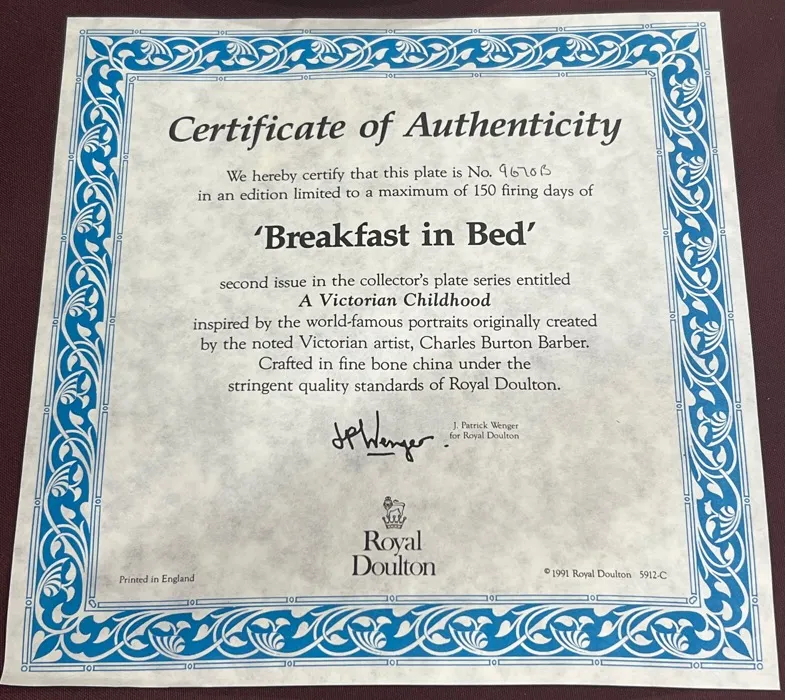 Certificate of Authenticity
We hereby certify that this plate is No. 9670B
in an edition limited to a maximum of 150 firing days of
‘Breakfast in Bed’
second issue in the collector's plate series entitled
A Victorian Childhood
inspired by the world-famous portraits originally created
by the noted Victorian artist, Charles Burton Barber.
Crafted in fine bone china under the
stringent quality standards of Royal Doulton.
JPWenger.
J. Patrick Wenger
for Royal Doulton
Royal
Doulton
Printed in England
© 1991 Royal Doulton 5912-C